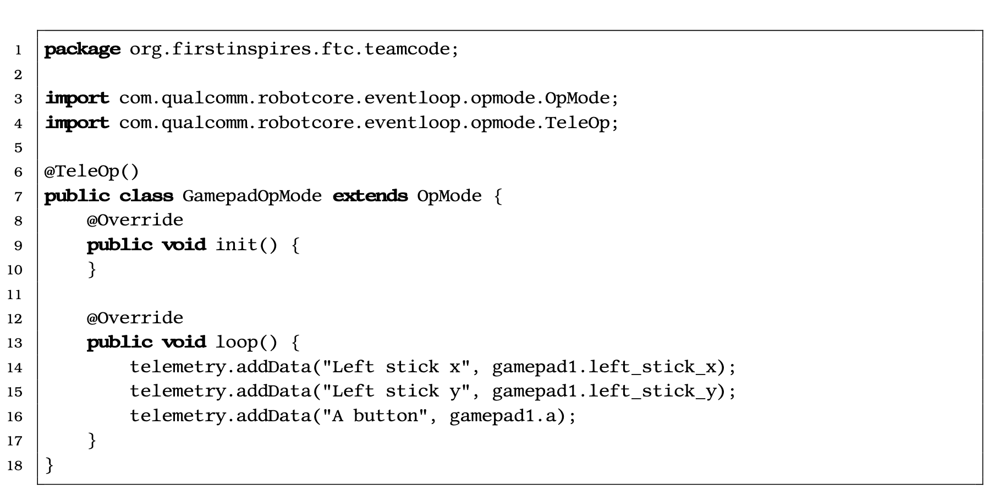 1 package org.firstinspires.ftc.teamcode;
2
3 import com.qualcomm.robotcore.eventloop.opmode.OpMode;
4 import com.qualcomm.robotcore.eventloop.opmode.TeleOp;
5
6 @TeleOp()
7 public class GamepadOpMode extends OpMode {
8     @Override
9     public void init() {
10     }
11
12     @Override
13     public void loop() {
14         telemetry.addData("Left stick x", gamepad1.left_stick_x);
15         telemetry.addData("Left stick y", gamepad1.left_stick_y);
16         telemetry.addData("A button", gamepad1.a);
17     }
18 }